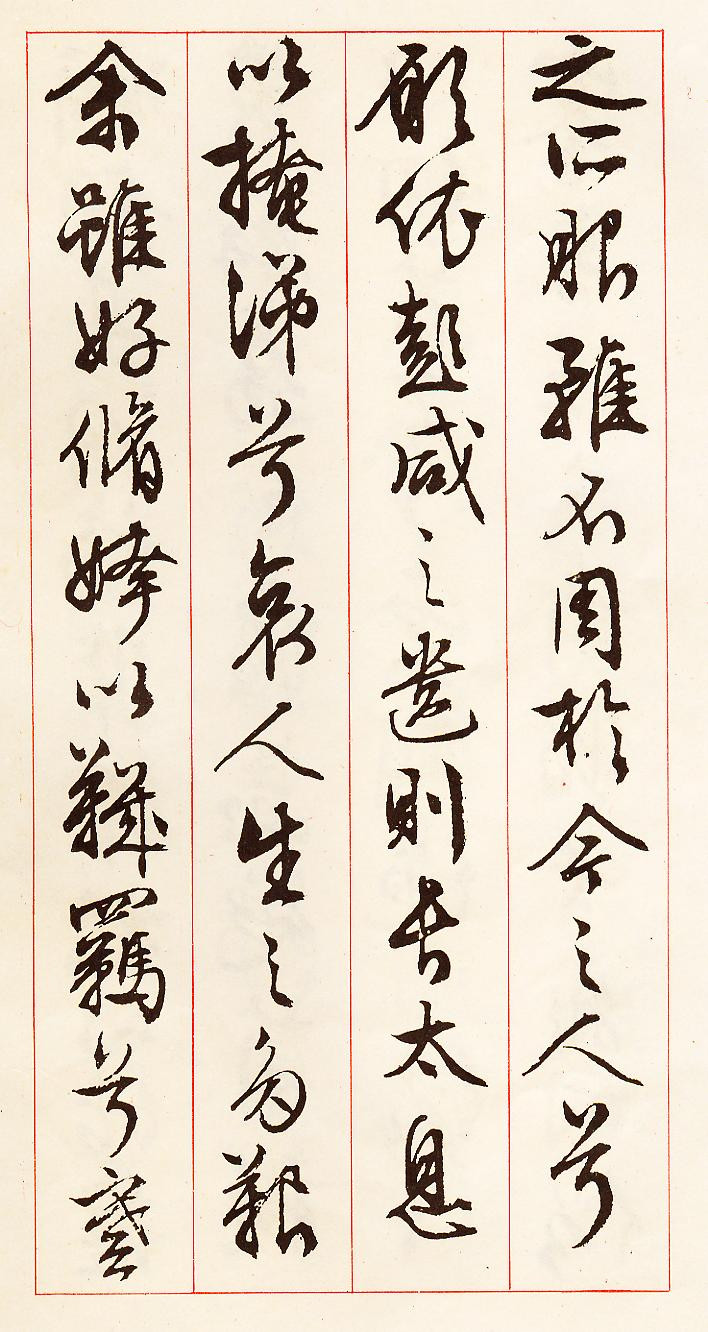 之所服雖不周於今之人兮
願依彭咸之遺則長太息
以掩涕兮哀人生之多艱
余雖好脩姱以鞿羈兮謇